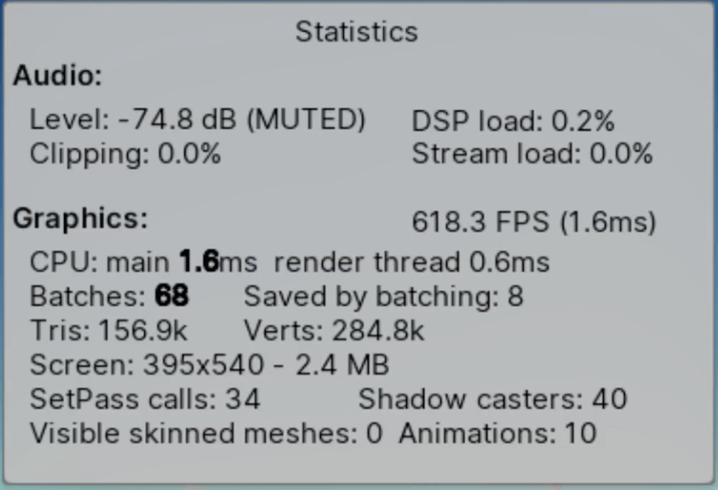 Statistics
Audio:
Level: -74.8 dB (MUTED) DSP load: 0.2%
Clipping: 0.0% Stream load: 0.0%
Graphics: 618.3 FPS (1.6ms)
CPU: main 1.6ms render thread 0.6ms
Batches: 68 Saved by batching: 8
Tris: 156.9k Verts: 284.8k
Screen: 395x540 - 2.4 MB
SetPass calls: 34 Shadow casters: 40
Visible skinned meshes: 0 Animations: 10